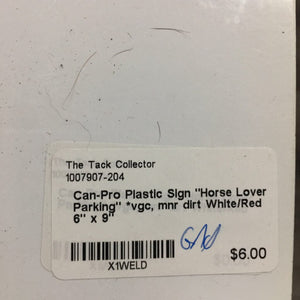 The Tack Collector
1007907-204
Can-Pro Plastic Sign "Horse Lover
Parking" *vgc, mnr dirt White/Red
6" x 9"
$6.00
X1WELD